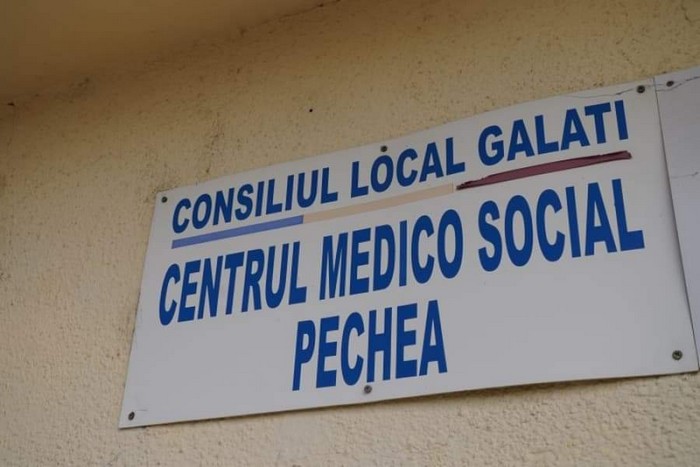 CONSILIUL LOCAL GALATI
CENTRUL MEDICO SOCIAL
PECHEA